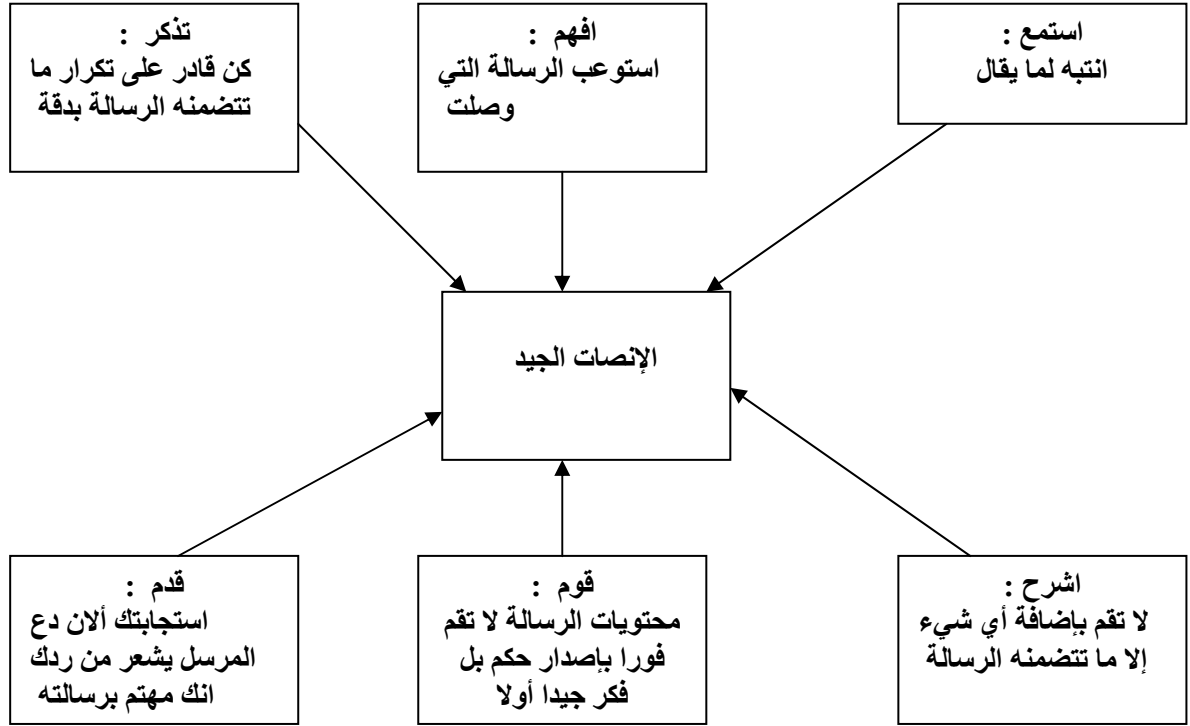 استمع :
انتبه لما يقال
افهم :
استوعب الرسالة التي
وصلت
تذكر :
كن قادر على تكرار ما
تتضمنه الرسالة بدقة
الإنصات الجيد
اشرح :
لا تقم بإضافة أي شيء
إلا ما تتضمنه الرسالة
قوم :
محتويات الرسالة لا تقم
فورا بإصدار حكم بل
فكر جيدا أولا
قدم :
استجابتك ألان دع
المرسل يشعر من ردك
انك مهتم برسالته